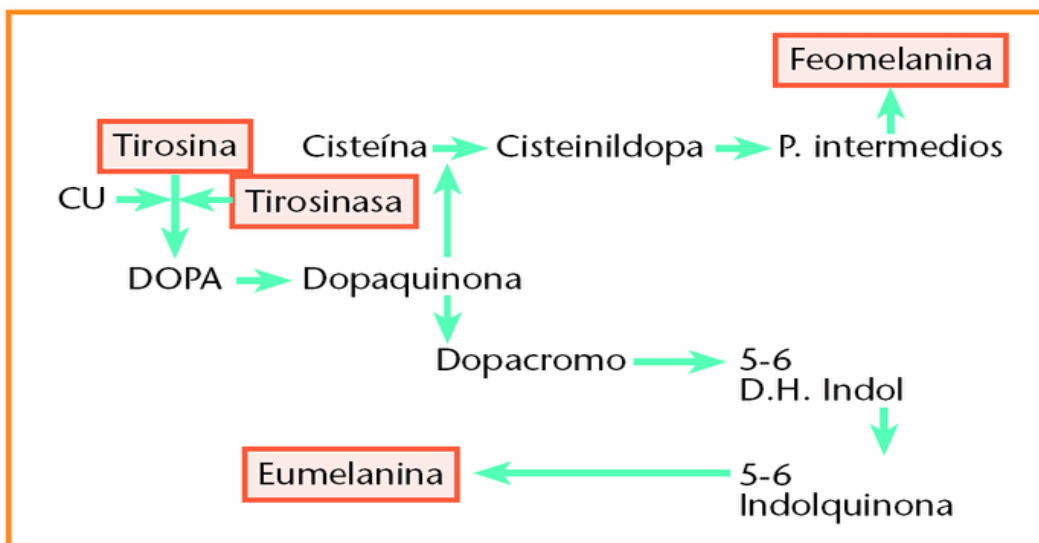 Feomelanina
Tirosina
Cisteína
Cisteinildopa
P. intermedios
CU
Tirosinasa
DOPA
Dopaquinona
Dopacromo
5-6
D.H. Indol
Eumelanina
5-6
Indolquinona